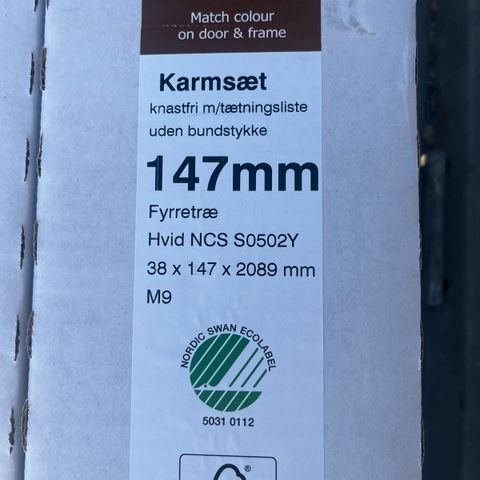 Match colour
on door & frame
Karmsæt
knastfri m/tætningsliste
uden bundstykke
147mm
Fyrretræ
Hvid NCS S0502Y
38 x 147 x 2089 mm
M9
NORDIC SWAN ECOLABEL
5031 0112
®